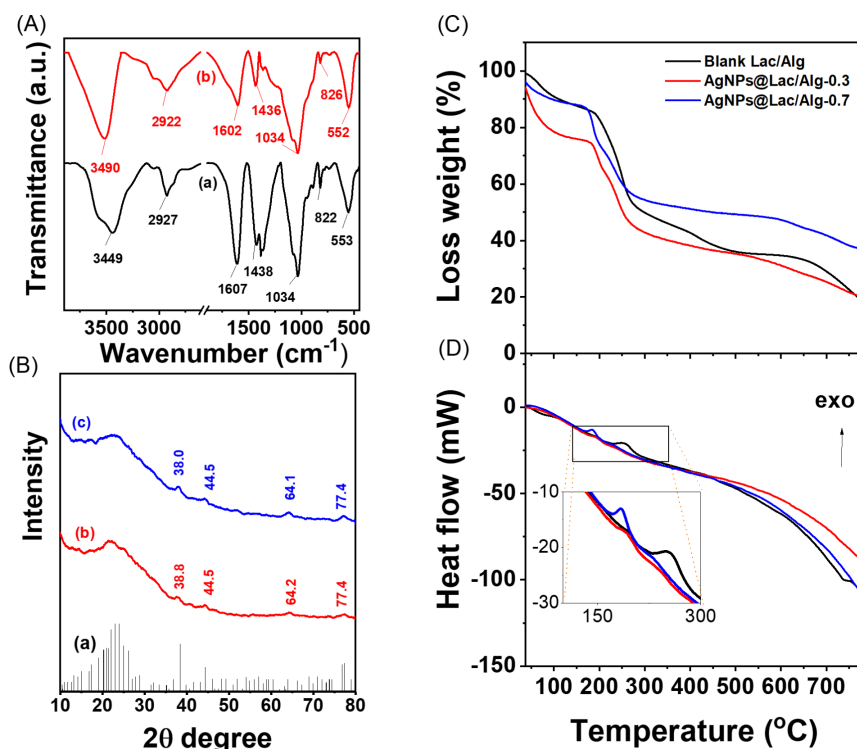 (A)
Transmittance (a.u.)
(b)
3490
2922
1602
1436
1034
826
552
(a)
3449
2927
1607
1438
1034
822
553
3500 3000 1500 1000 500
Wavenumber (cm⁻¹)
(B)
Intensity
(c)
38.0
44.5
64.1
77.4
(b)
38.8
44.5
64.2
77.4
(a)
10 20 30 40 50 60 70 80
2θ degree
(C)
Loss weight (%)
100
80
60
40
20
0
Blank Lac/Alg
AgNPs@Lac/Alg-0.3
AgNPs@Lac/Alg-0.7
(D)
Heat flow (mW)
0
-50
-100
-150
exo
-10
-20
-30
150 300
100 200 300 400 500 600 700
Temperature (°C)